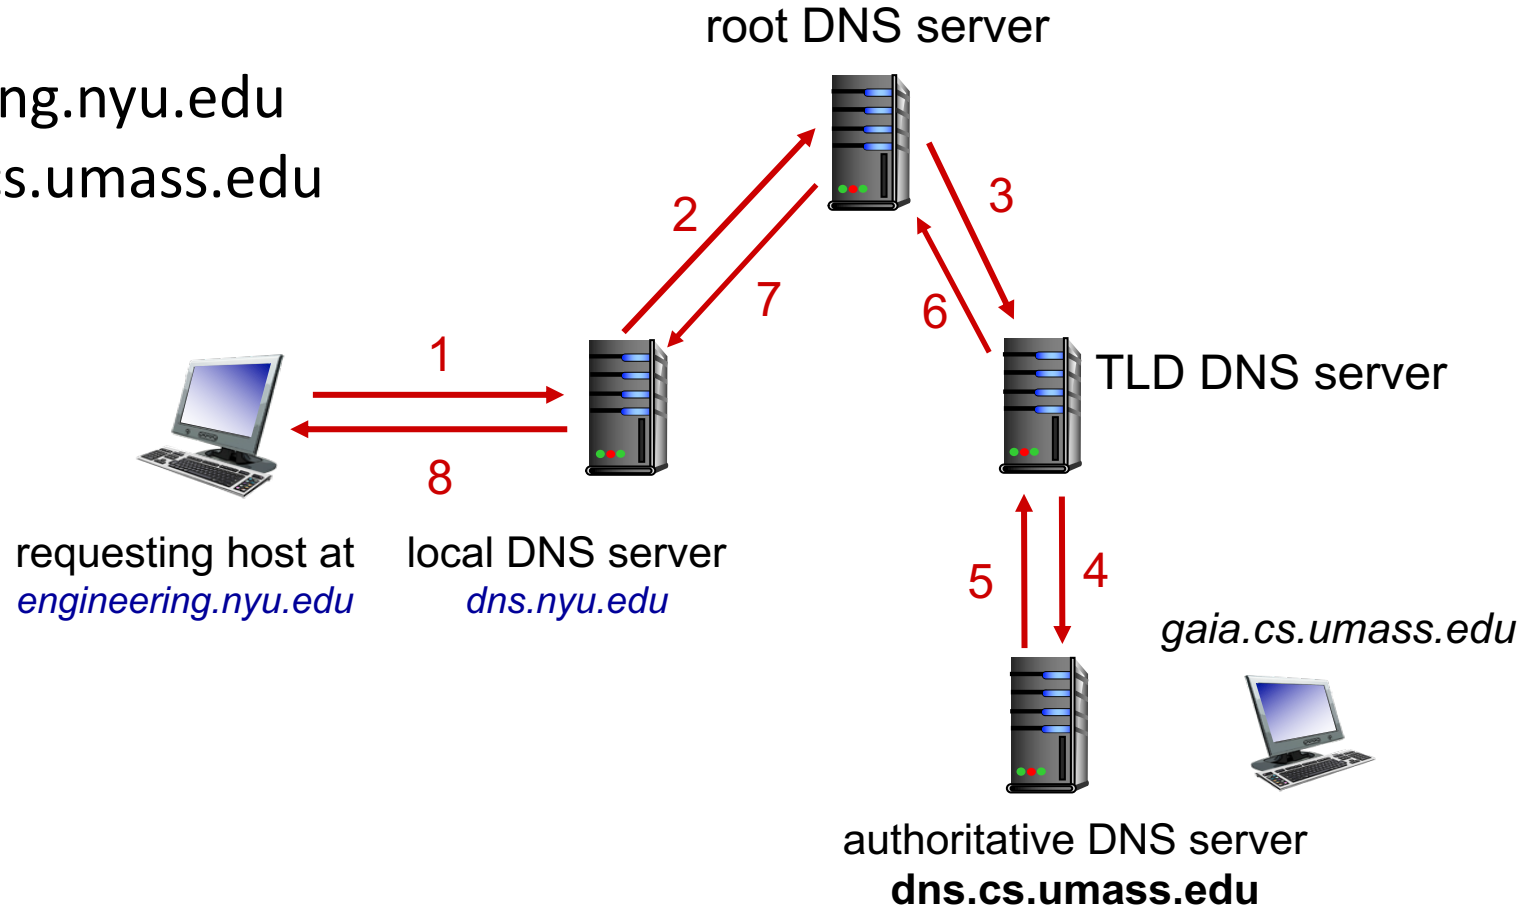 root DNS server
ng.nyu.edu
cs.umass.edu
2
3
7
6
1
TLD DNS server
8
requesting host at
engineering.nyu.edu
local DNS server
dns.nyu.edu
5
4
gaia.cs.umass.edu
authoritative DNS server
dns.cs.umass.edu